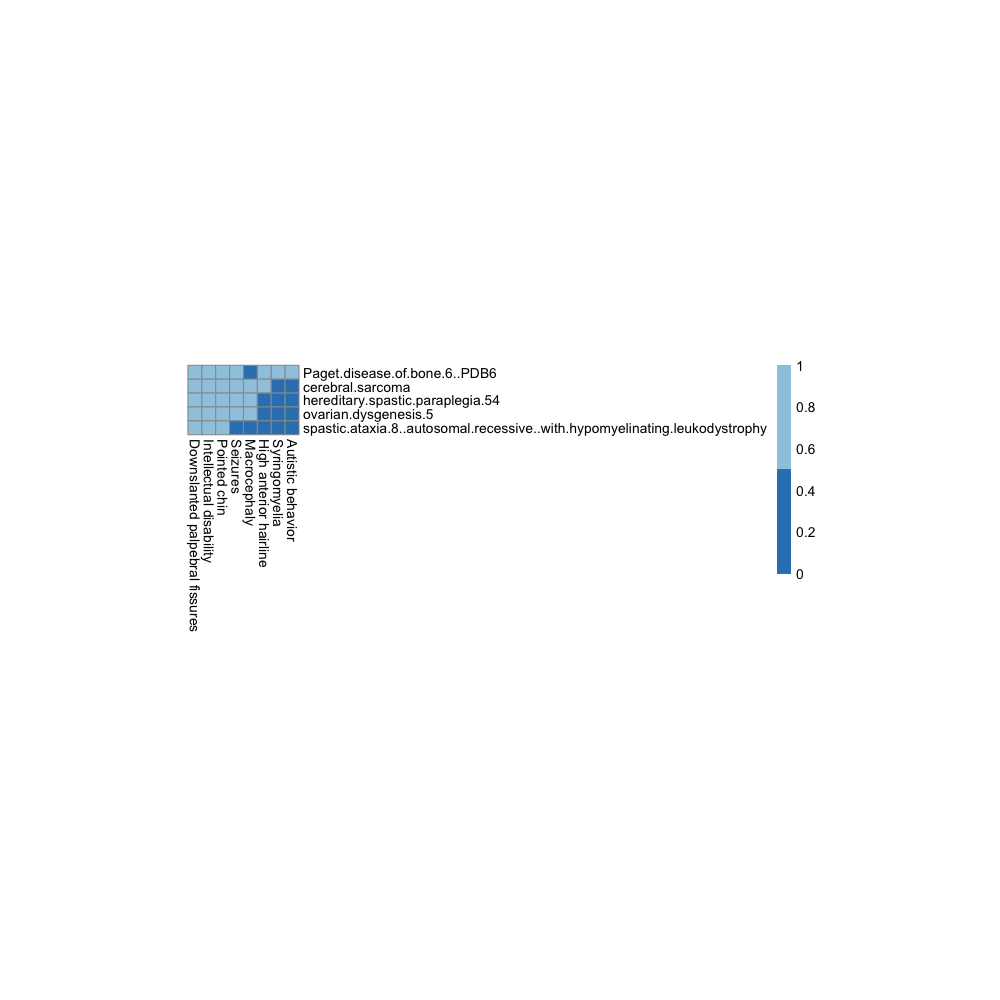 Paget.disease.of.bone.6..PDB6
cerebral.sarcoma
hereditary.spastic.paraplegia.54
ovarian.dysgenesis.5
spastic.ataxia.8..autosomal.recessive..with.hypomyelinating.leukodystrophy
Downslanted palpebral fissures
Intellectual disability
Pointed chin
Seizures
Macrocephaly
High anterior hairline
Syringomyelia
Autistic behavior
1
0.8
0.6
0.4
0.2
0